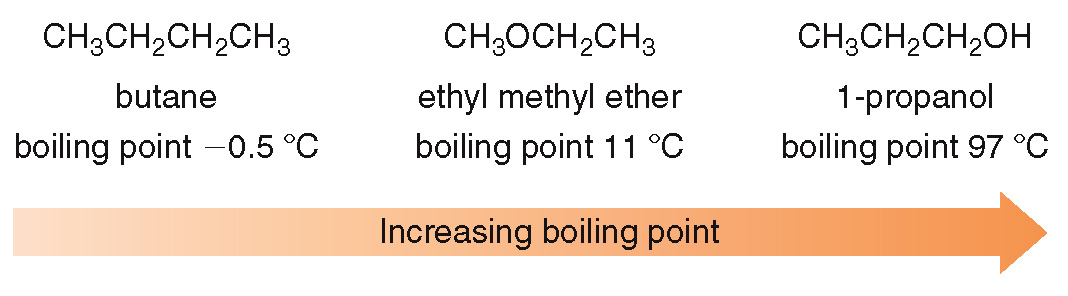 CH₃CH₂CH₂CH₃ CH₃OCH₂CH₃ CH₃CH₂CH₂OH
butane ethyl methyl ether 1-propanol
boiling point −0.5 °C boiling point 11 °C boiling point 97 °C
Increasing boiling point